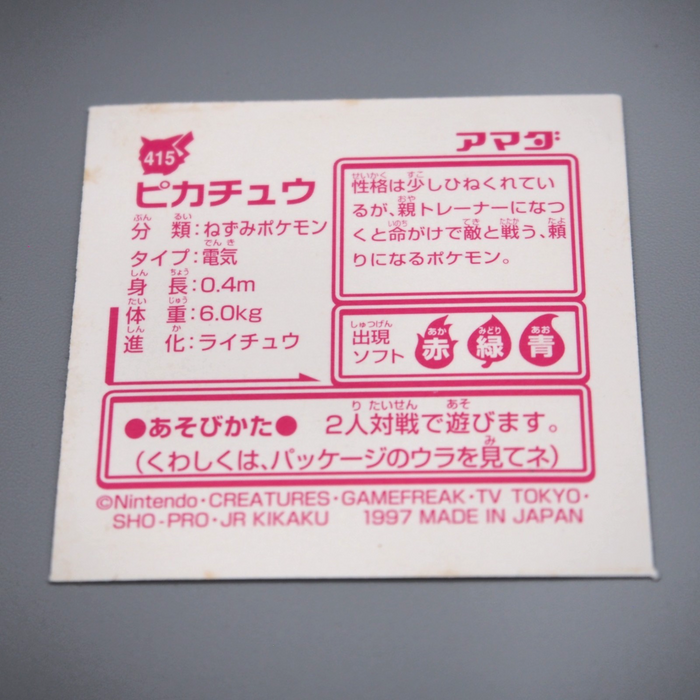 415
アマダ
ピカチュウ
分類:ねずみポケモン
タイプ:電気
身長:0.4m
体重:6.0kg
進化:ライチュウ
性格は少しひねくれてい
るが、親トレーナーになつ
くと命がけで敵と戦う、頼
りになるポケモン。
出現
ソフト
赤 緑 青
●あそびかた● 2人対戦で遊びます。
(くわしくは、パッケージのウラを見てネ)
©Nintendo・CREATURES・GAMEFREAK・TV TOKYO・
SHO-PRO・JR KIKAKU 1997 MADE IN JAPAN